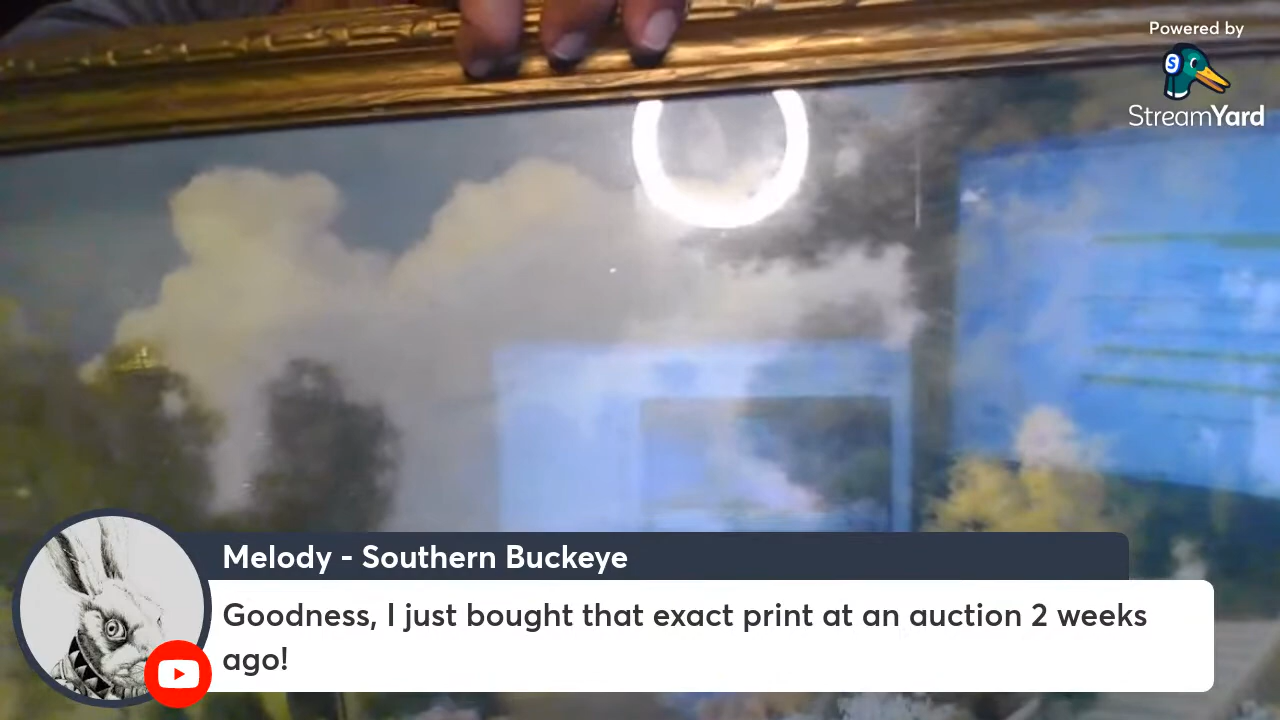 Powered by
StreamYard
Melody - Southern Buckeye
Goodness, I just bought that exact print at an auction 2 weeks
ago!